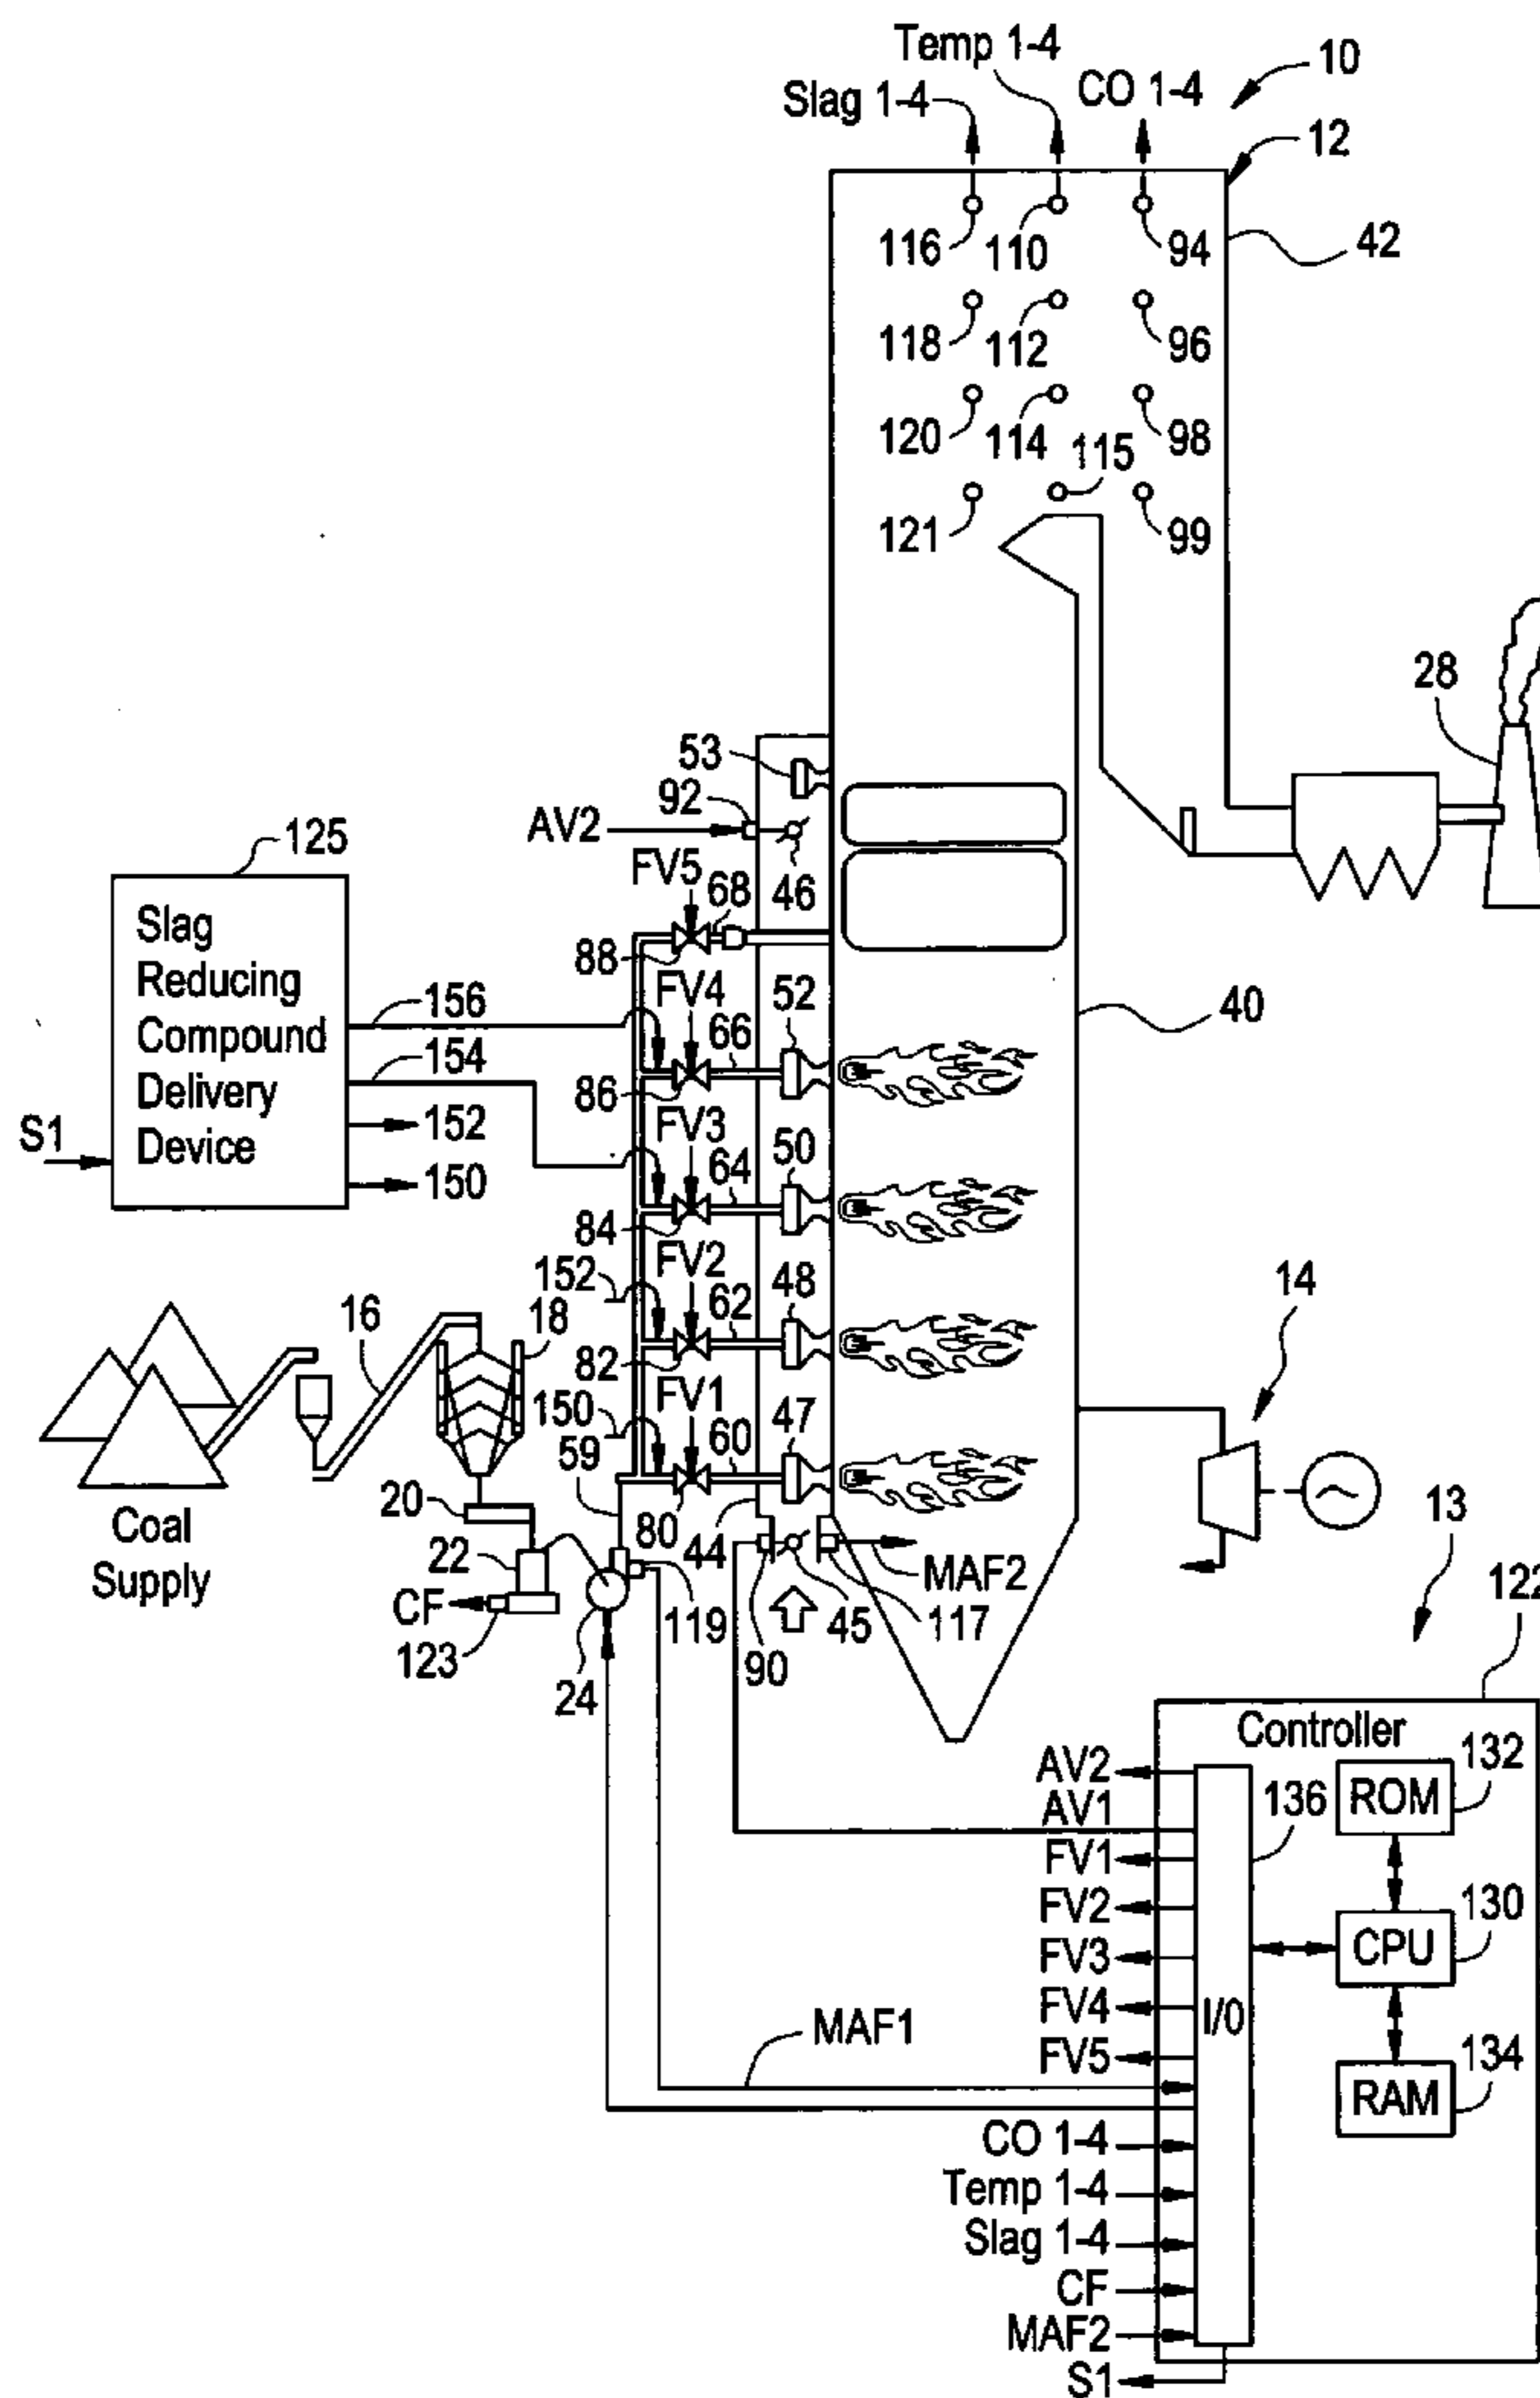 Temp 1-4
CO 1-4
10
Slag 1-4
12
116
110
94
42
118
112
96
120
114
98
115
121
99
28
53
92
AV2
125
FV5
68
46
Slag
Reducing
Compound
Delivery
Device
88
FV4
52
156
66
40
154
86
152
FV3
50
S1
64
150
84
FV2
152
48
14
62
16
18
82
FV1
47
150
60
59
13
20
Coal
Supply
80
44
22
MAF2
122
CF
119
45
117
123
90
24
Controller
AV2
132
ROM
AV1
136
FV1
FV2
130
CPU
FV3
FV4
I/0
MAF1
FV5
134
RAM
CO 1-4
Temp 1-4
Slag 1-4
CF
MAF2
S1